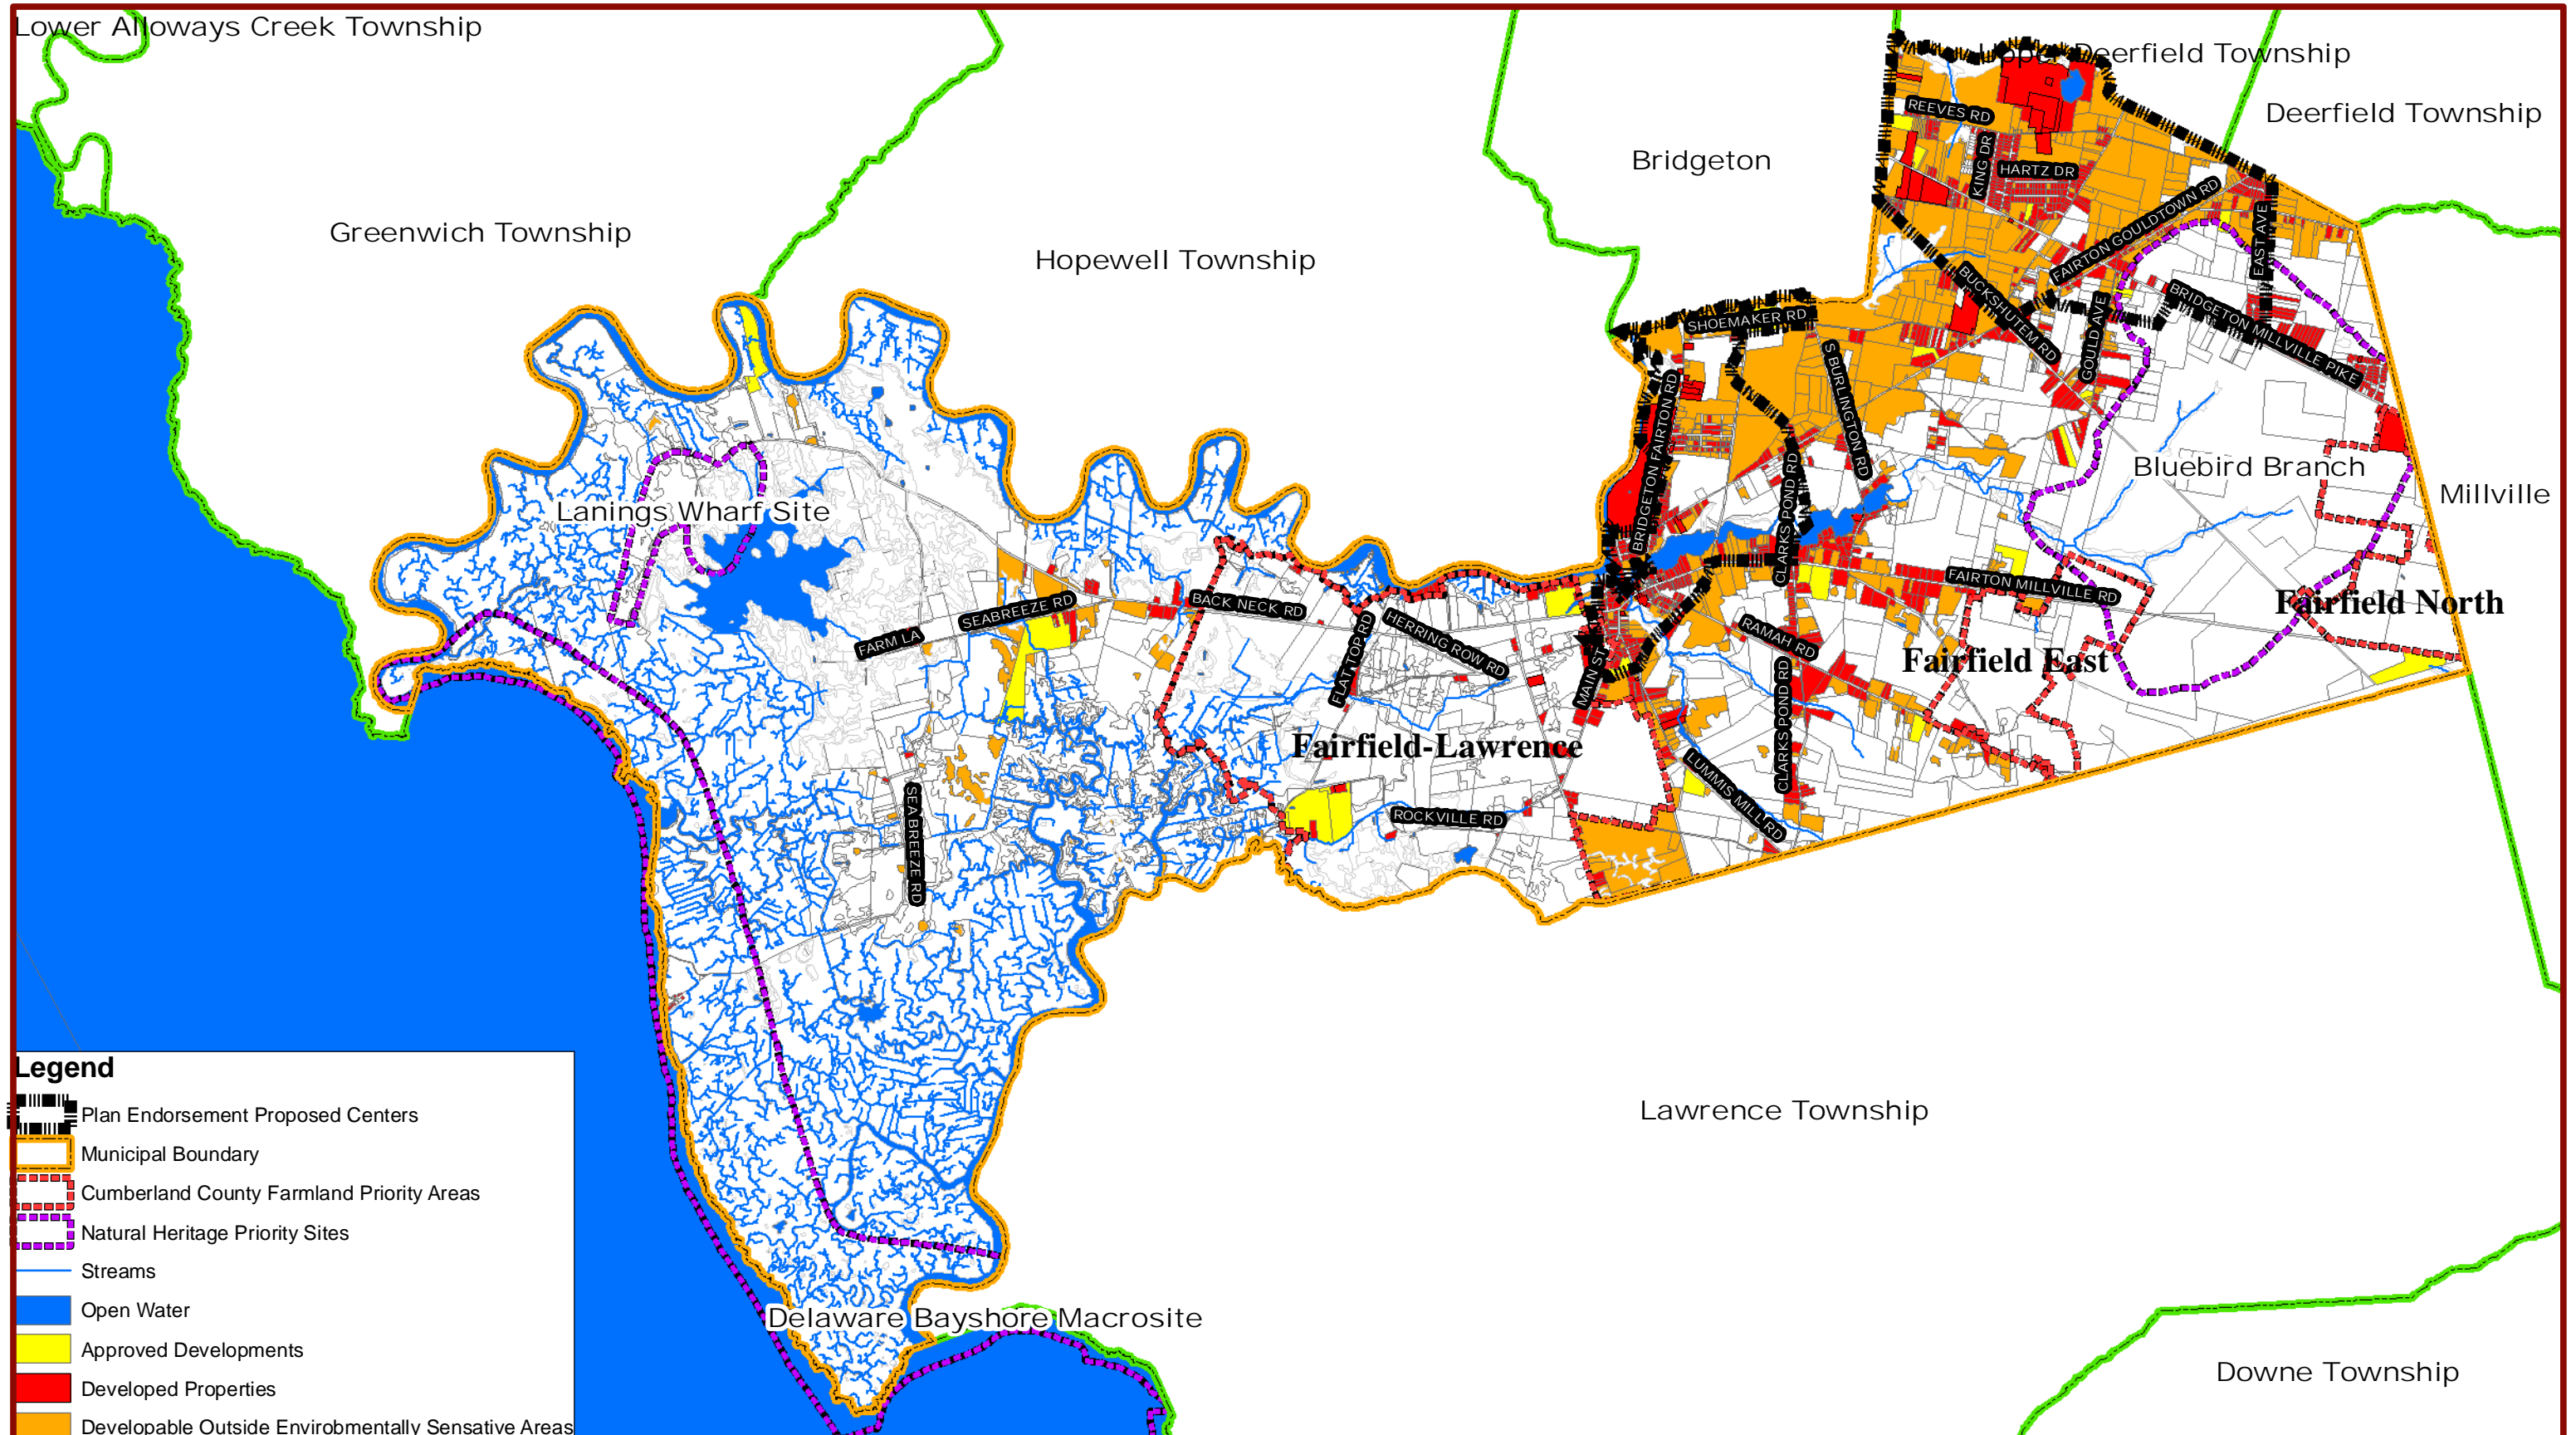 Lower Alloways Creek Township
Upper Deerfield Township
Deerfield Township
Bridgeton
Greenwich Township
Hopewell Township
REEVES RD
KING DR
HARTZ DR
FAIRTON GOULDTOWN RD
EAST AVE
BUCKSHUTEM RD
GOULD AVE
BRIDGETON MILLVILLE PIKE
SHOEMAKER RD
S BURLINGTON RD
BRIDGETON FAIRTON RD
CLARKS POND RD
Bluebird Branch
Millville
Lanings Wharf Site
FAIRTON MILLVILLE RD
Fairfield North
BACK NECK RD
SEABREEZE RD
FARM LA
FLAT TOP RD
HERRING ROW RD
MAIN ST
RAMAH RD
Fairfield East
CLARKS POND RD
Fairfield-Lawrence
LUMMIS MILL RD
SEABREEZE RD
ROCKVILLE RD
Lawrence Township
Delaware Bayshore Macrosite
Downe Township
Legend
Plan Endorsement Proposed Centers
Municipal Boundary
Cumberland County Farmland Priority Areas
Natural Heritage Priority Sites
Streams
Open Water
Approved Developments
Developed Properties
Developable Outside Envirobmentally Sensative Areas